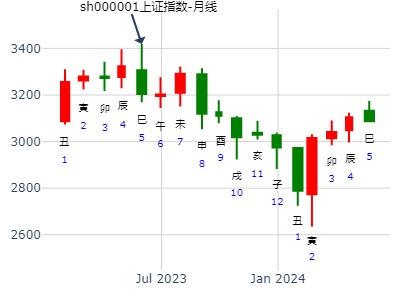 sh000001上证指数-月线
3400
3200
3000
2800
2600
丑
1
寅
2
卯
3
辰
4
巳
5
午
6
未
7
申
8
酉
9
戌
10
亥
11
子
12
丑
1
寅
2
卯
3
辰
4
巳
5
Jul 2023
Jan 2024